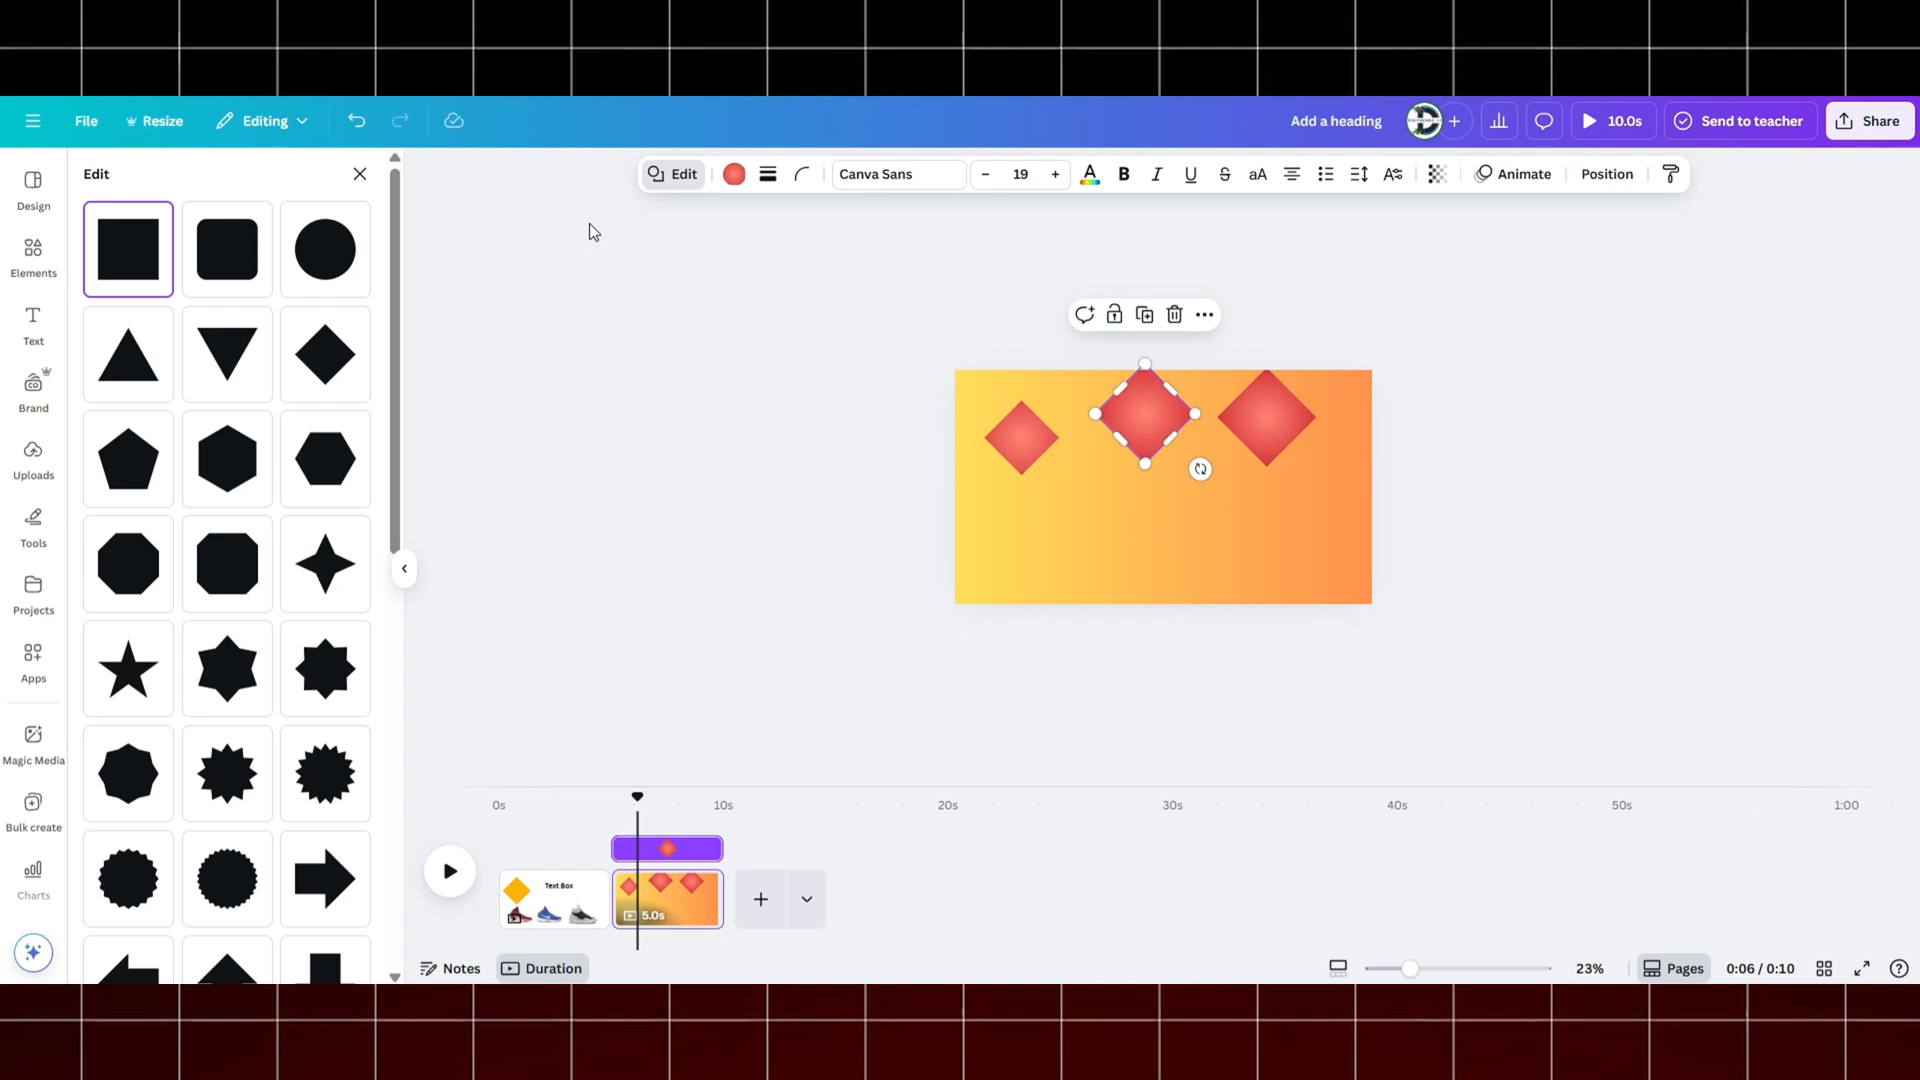 File
Resize
Editing
Add a heading
10.0s
Send to teacher
Share
Design
Elements
Text
Brand
Uploads
Tools
Projects
Apps
Magic Media
Bulk create
Charts
Edit
Edit
Canva Sans
- 19 +
A B I U S aA
Animate
Position
0s 10s 20s 30s 40s 50s 1:00
Text Box
5.0s
Notes
Duration
23%
Pages
0:06 / 0:10